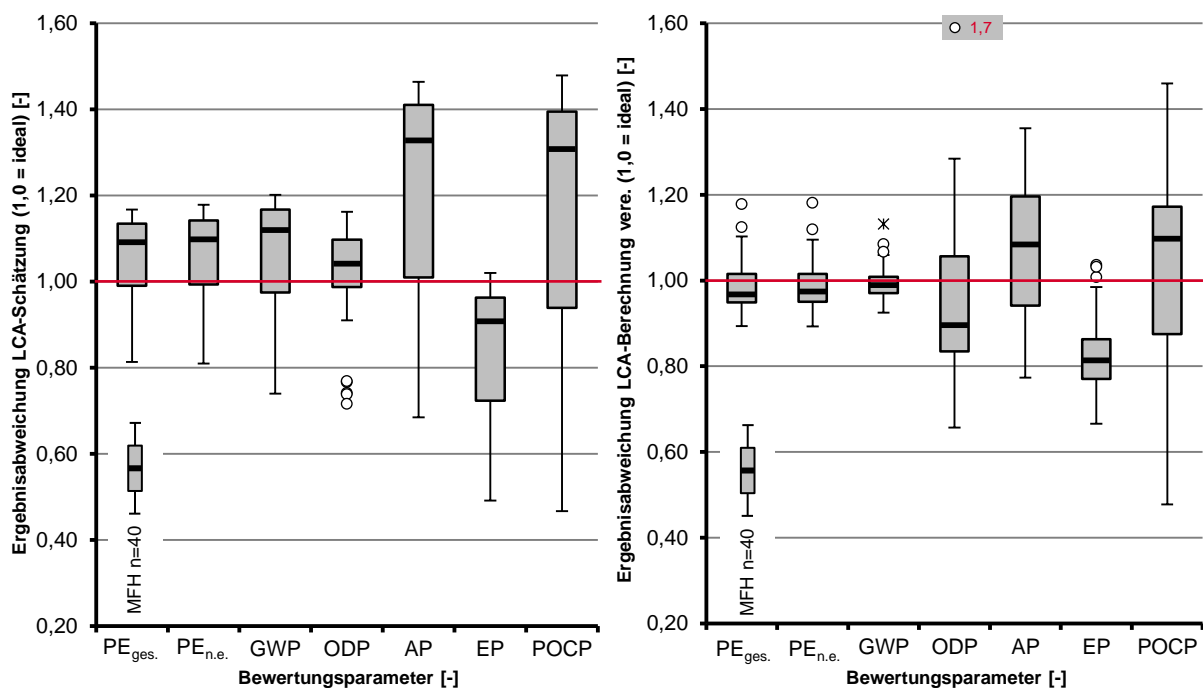 Ergebnisabweichung LCA-Schätzung (1,0 = ideal) [-]
1,60
1,40
1,20
1,00
0,80
0,60
0,40
0,20
MFH n=40
PEges. PEn.e. GWP ODP AP EP POCP
Bewertungsparameter [-]
Ergebnisabweichung LCA-Berechnung vere. (1,0 = ideal) [-]
1,60
1,40
1,20
1,00
0,80
0,60
0,40
0,20
1,7
MFH n=40
PEges. PEn.e. GWP ODP AP EP POCP
Bewertungsparameter [-]